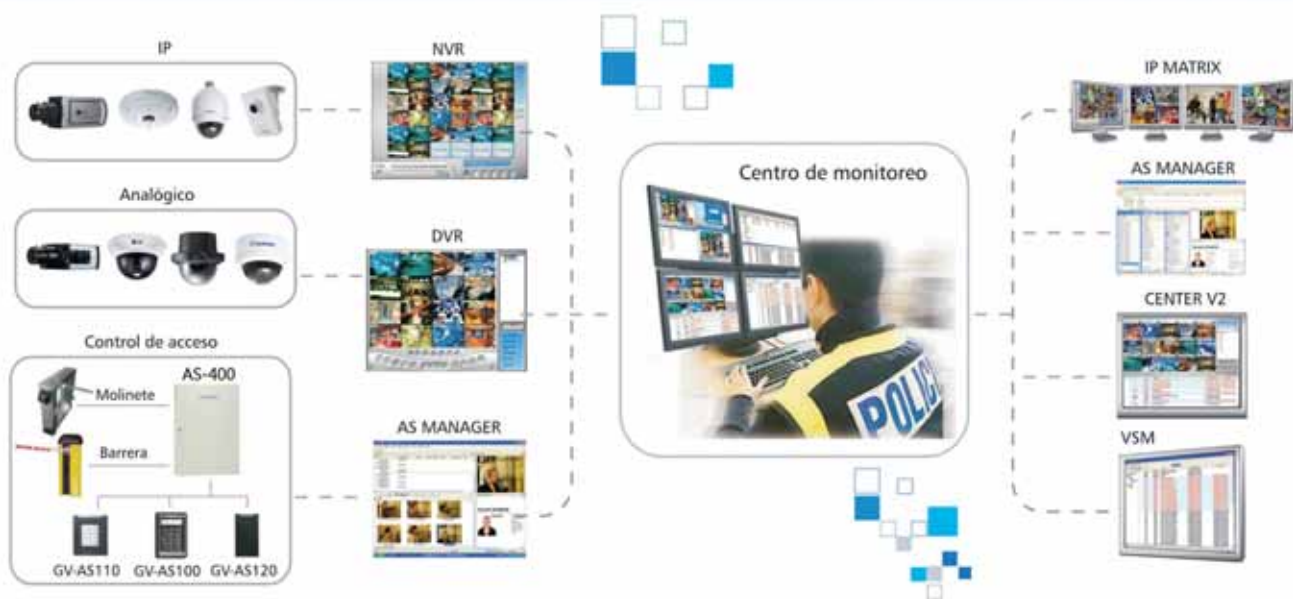 IP
NVR
IP MATRIX
Analógico
Centro de monitoreo
AS MANAGER
DVR
CENTER V2
Control de acceso
AS-400
Molinete
Barrera
AS MANAGER
VSM
GV-AS110
GV-AS100
GV-AS120
POLIC